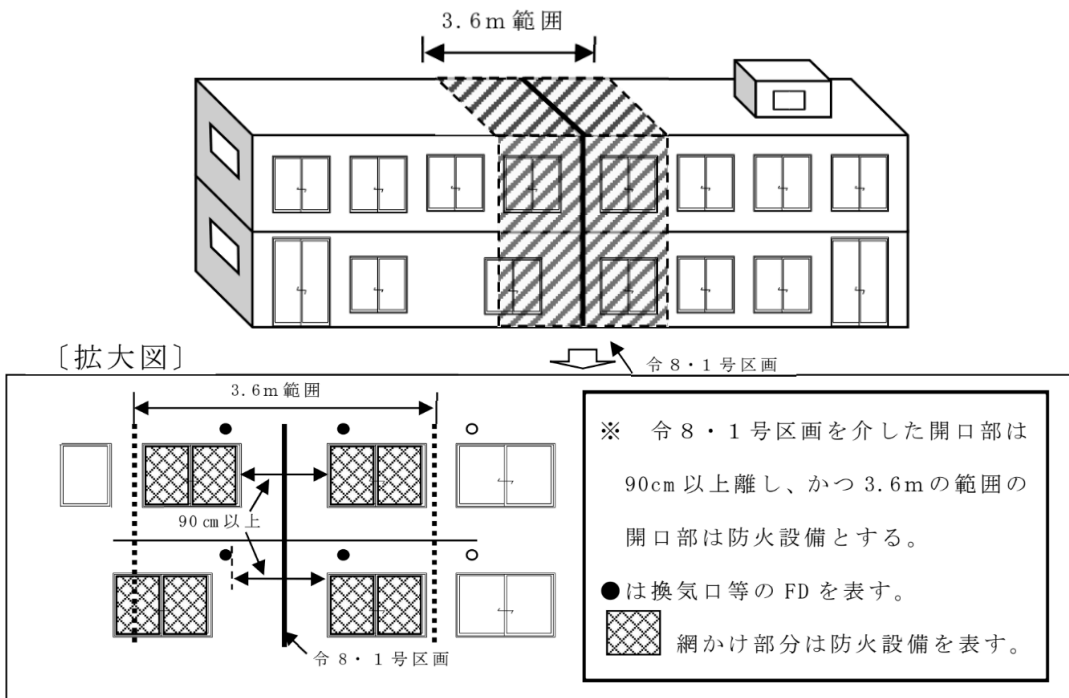 3.6m範囲
令8・1号区画
〔拡大図〕
3.6m範囲
90㎝以上
令8・1号区画
※ 令8・1号区画を介した開口部は
90㎝以上離し、かつ3.6mの範囲の
開口部は防火設備とする。
●は換気口等のFDを表す。
網かけ部分は防火設備を表す。